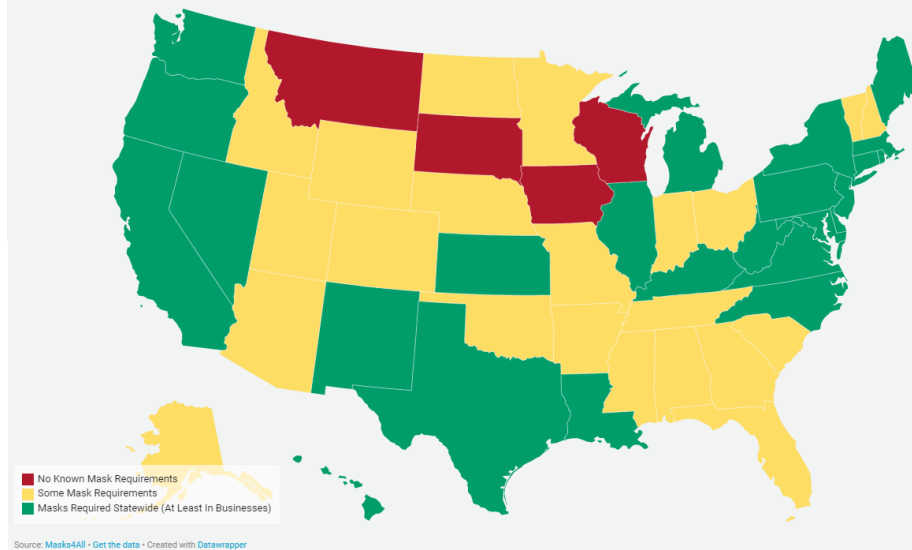 No Known Mask Requirements
Some Mask Requirements
Masks Required Statewide (At Least In Businesses)
Source: Masks4All • Get the data • Created with Datawrapper